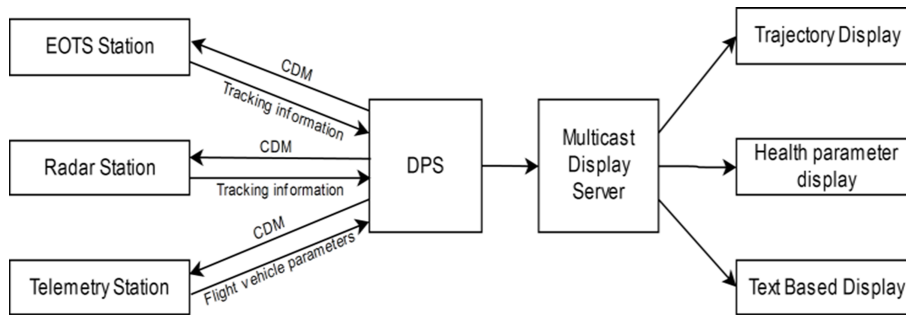 EOTS Station
CDM
Tracking information
Radar Station
CDM
Tracking information
Telemetry Station
CDM
Flight vehicle parameters
DPS
Multicast
Display
Server
Trajectory Display
Health parameter
display
Text Based Display